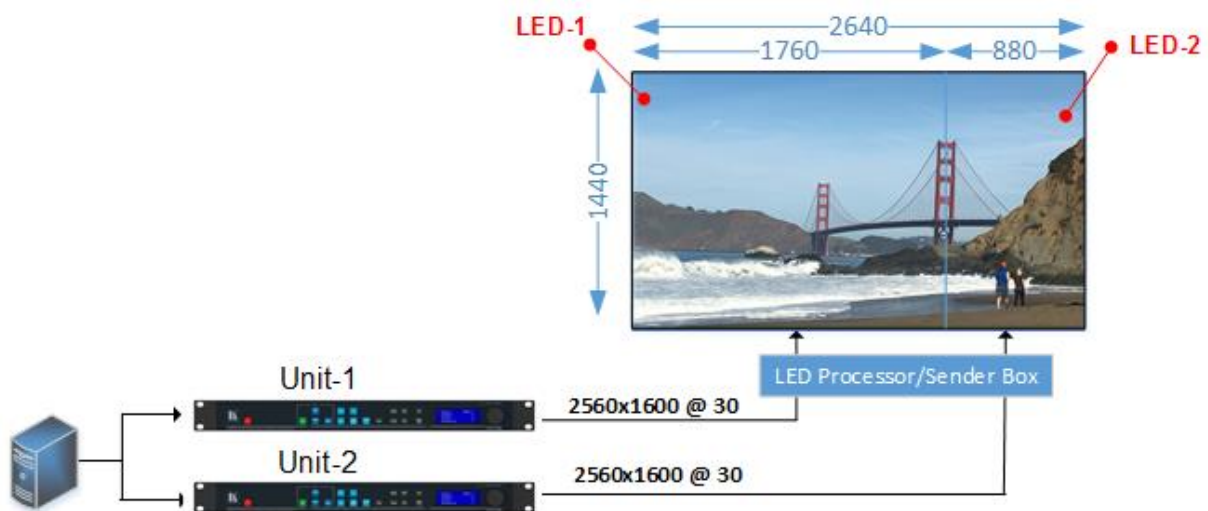 LED-1
2640
LED-2
1760
880
1440
LED Processor/Sender Box
Unit-1
2560x1600 @ 30
Unit-2
2560x1600 @ 30